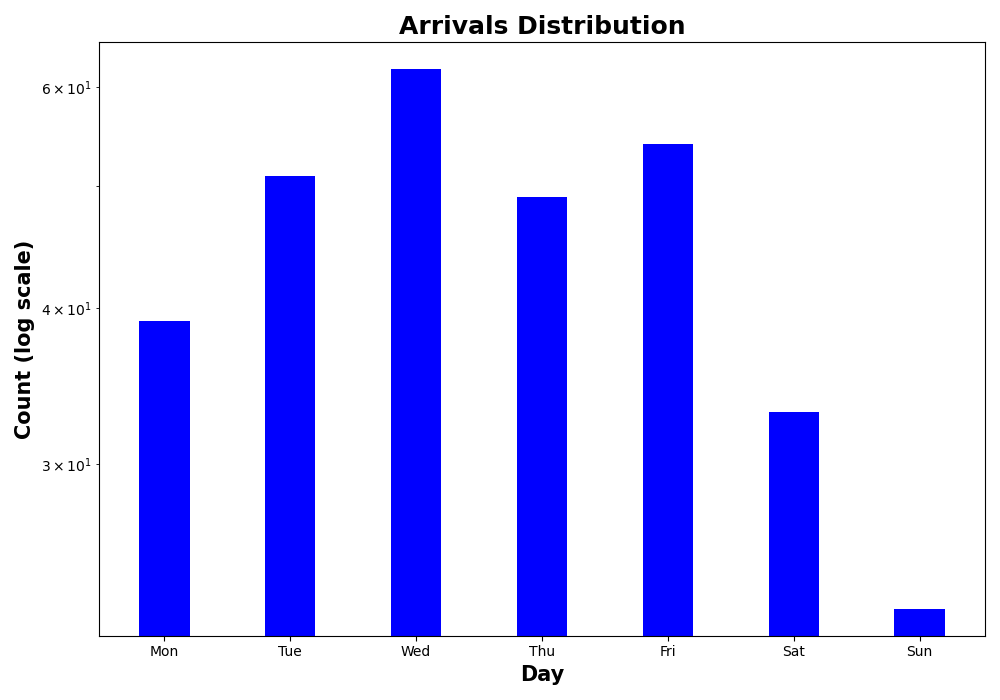 Arrivals Distribution
6 × 10¹
4 × 10¹
3 × 10¹
Count (log scale)
Mon Tue Wed Thu Fri Sat Sun
Day